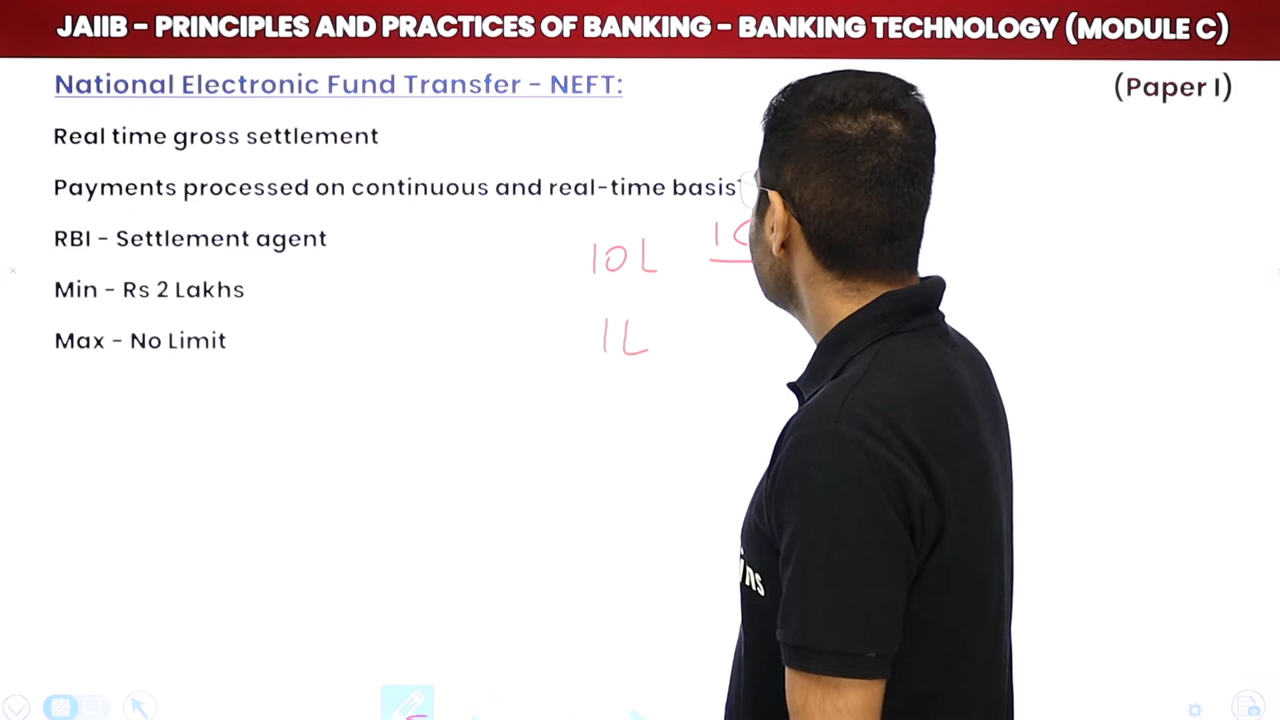 JAIIB – PRINCIPLES AND PRACTICES OF BANKING – BANKING TECHNOLOGY (MODULE C)
National Electronic Fund Transfer - NEFT:
(Paper I)
Real time gross settlement
Payments processed on continuous and real-time basis
RBI - Settlement agent
10L
Min - Rs 2 Lakhs
Max - No Limit
1L